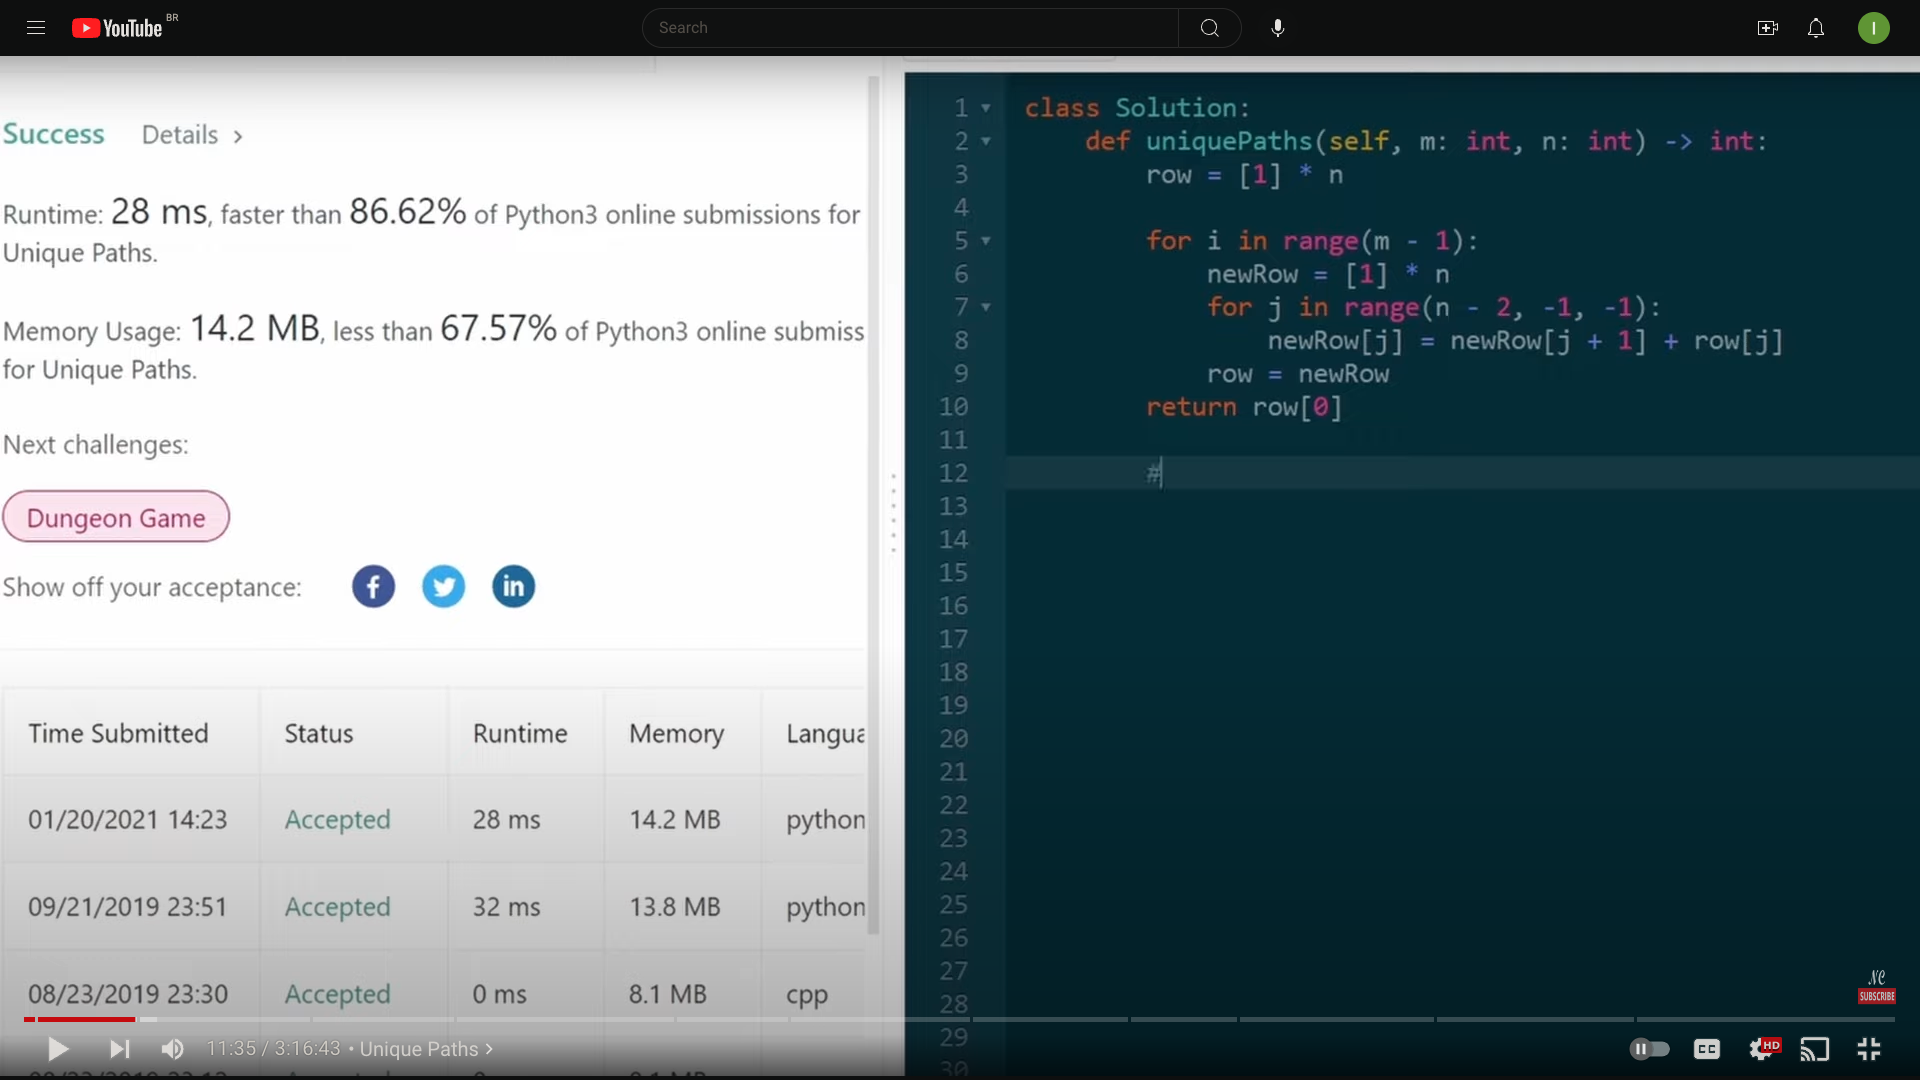 YouTube BR
Search
I
Success Details >
Runtime: 28 ms, faster than 86.62% of Python3 online submissions for
Unique Paths.
Memory Usage: 14.2 MB, less than 67.57% of Python3 online submiss
for Unique Paths.
Next challenges:
Dungeon Game
Show off your acceptance:
f
in
Time Submitted Status Runtime Memory Langua
01/20/2021 14:23 Accepted 28 ms 14.2 MB python
09/21/2019 23:51 Accepted 32 ms 13.8 MB python
08/23/2019 23:30 Accepted 0 ms 8.1 MB cpp
1 class Solution:
2 def uniquePaths(self, m: int, n: int) -> int:
3 row = [1] * n
4
5 for i in range(m - 1):
6 newRow = [1] * n
7 for j in range(n - 2, -1, -1):
8 newRow[j] = newRow[j + 1] + row[j]
9 row = newRow
10 return row[0]
11
12 #
13
14
15
16
17
18
19
20
21
22
23
24
25
26
27
28
29
30
NC
SUBSCRIBE
11:35 / 3:16:43 • Unique Paths >
CC
HD